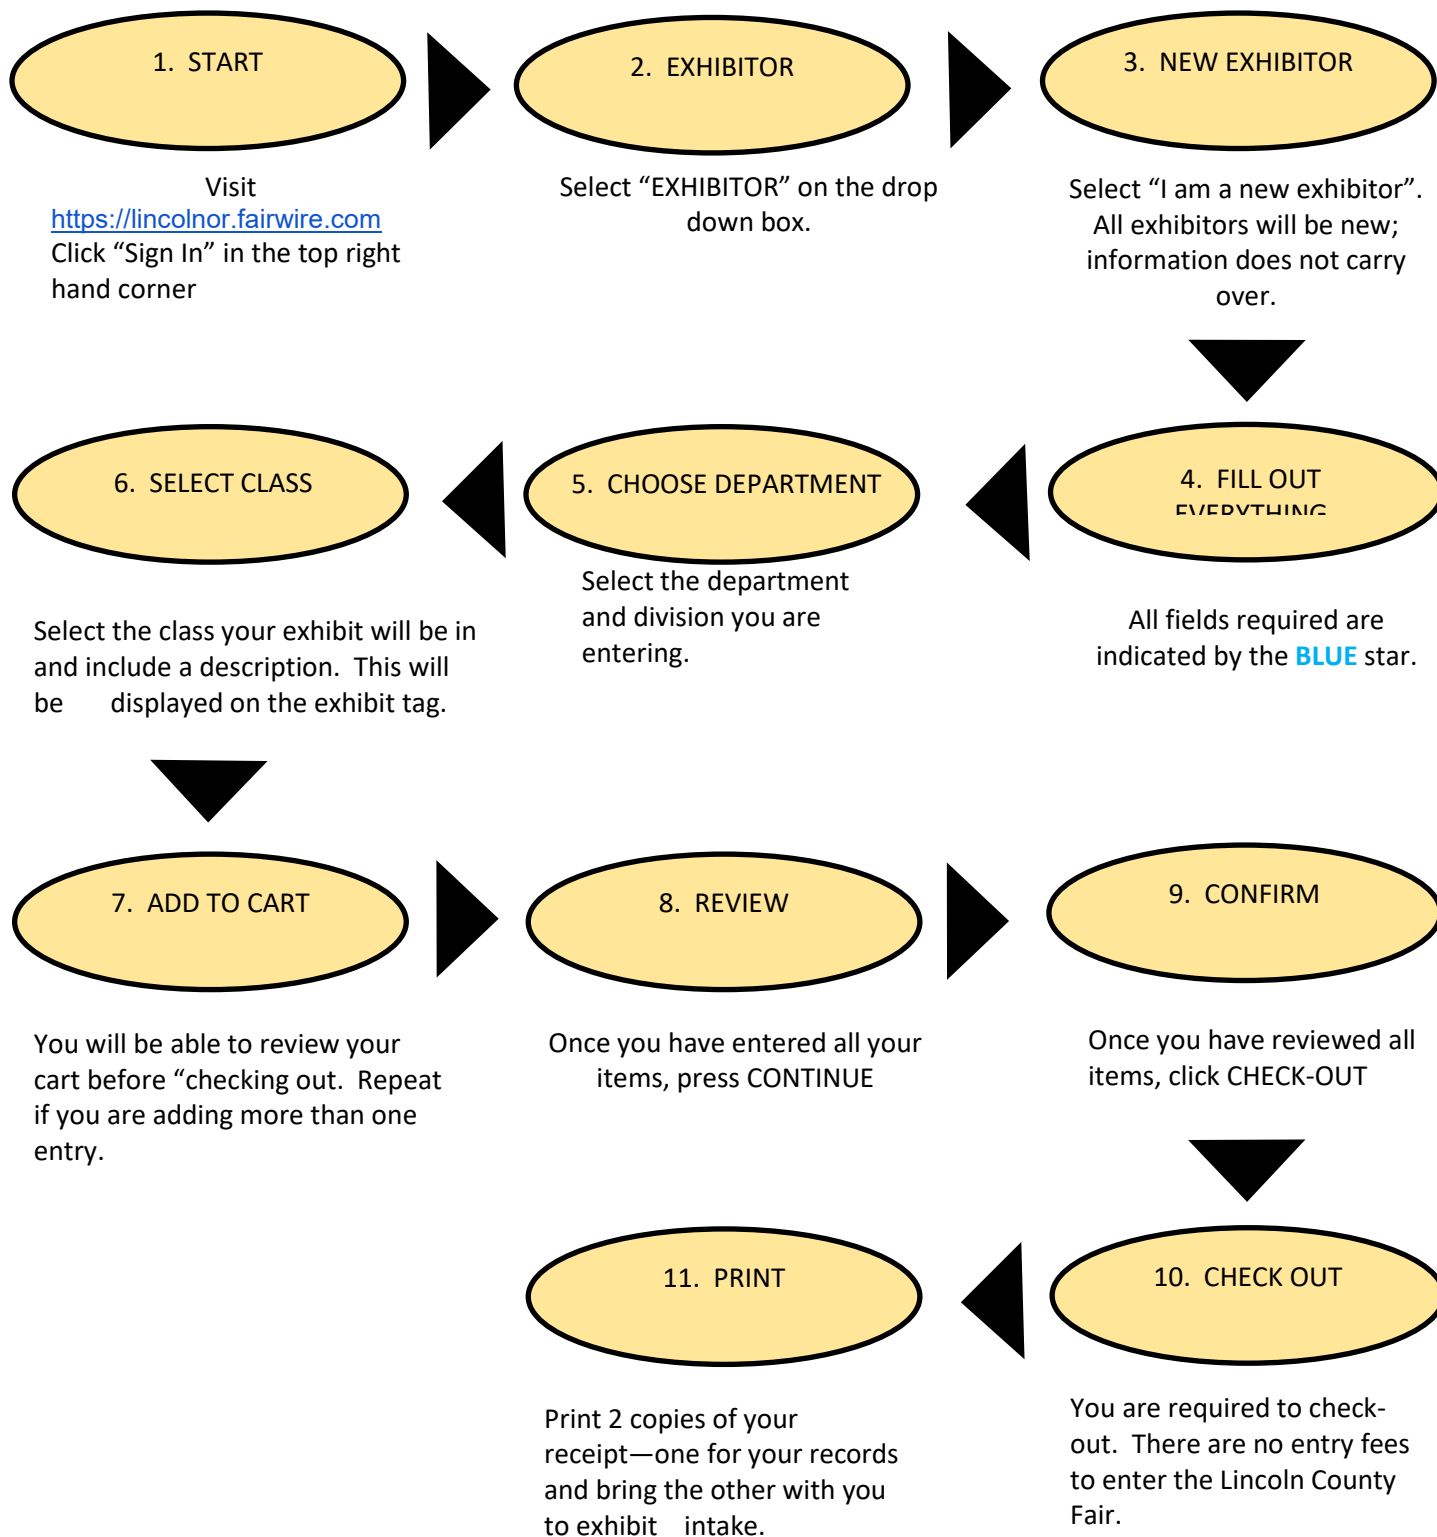 1. START
Visit
https://lincolnor.fairwire.com
Click “Sign In” in the top right
hand corner
2. EXHIBITOR
Select “EXHIBITOR” on the drop
down box.
3. NEW EXHIBITOR
Select “I am a new exhibitor”.
All exhibitors will be new;
information does not carry
over.
4. FILL OUT
EVERYTHING
All fields required are
indicated by the BLUE star.
5. CHOOSE DEPARTMENT
Select the department
and division you are
entering.
6. SELECT CLASS
Select the class your exhibit will be in
and include a description. This will
be displayed on the exhibit tag.
7. ADD TO CART
You will be able to review your
cart before “checking out. Repeat
if you are adding more than one
entry.
8. REVIEW
Once you have entered all your
items, press CONTINUE
9. CONFIRM
Once you have reviewed all
items, click CHECK-OUT
10. CHECK OUT
You are required to check-
out. There are no entry fees
to enter the Lincoln County
Fair.
11. PRINT
Print 2 copies of your
receipt—one for your records
and bring the other with you
to exhibit intake.